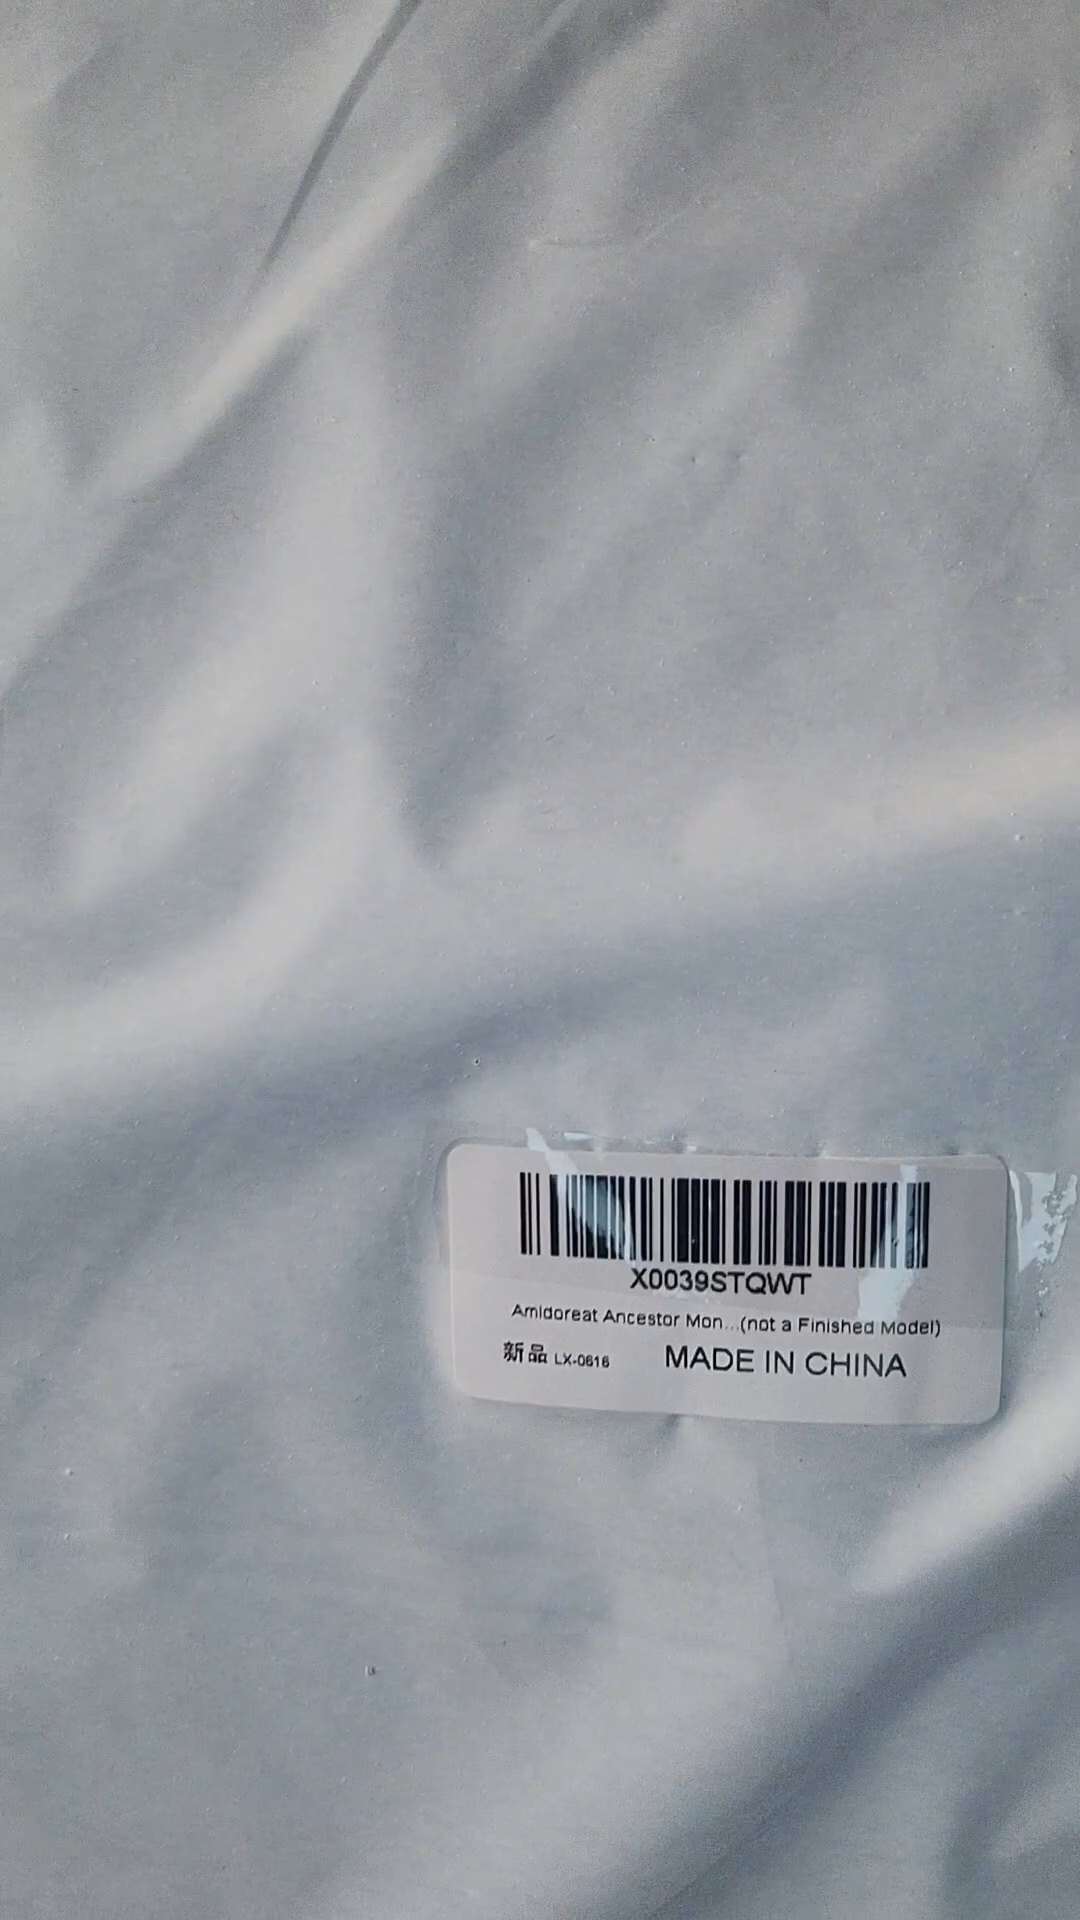 X0039STQWT
Amidoreat Ancestor Mon...(not a Finished Model)
新品 LX-0616 MADE IN CHINA